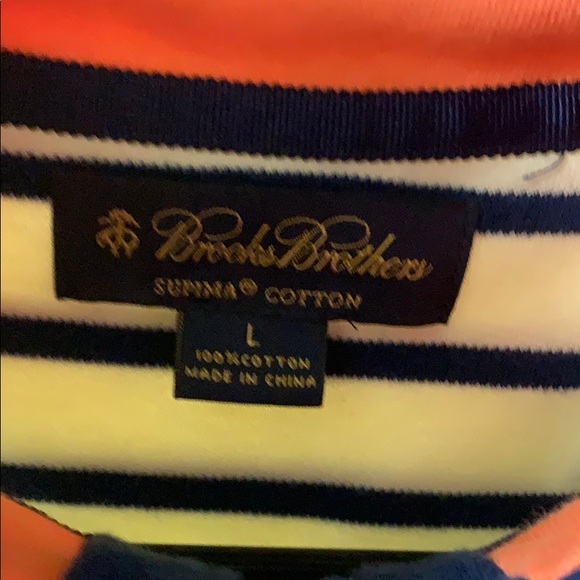 Brooks Brothers
SUPIMA® COTTON
L
100% COTTON
MADE IN CHINA